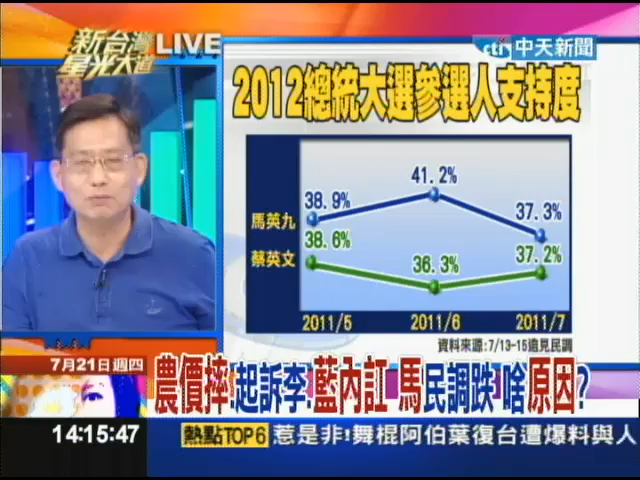 新台灣
星光大道
LIVE
cti 中天新聞
2012總統大選參選人支持度
馬英九
38.9%
41.2%
37.3%
蔡英文
38.6%
36.3%
37.2%
2011/5
2011/6
2011/7
資料來源:7/13-15遠見民調
7月21日週四
農價摔!起訴李!藍內訌 馬民調跌 啥原因?
14:15:47
熱點TOP6
惹是非!舞棍阿伯葉復台遭爆料與人